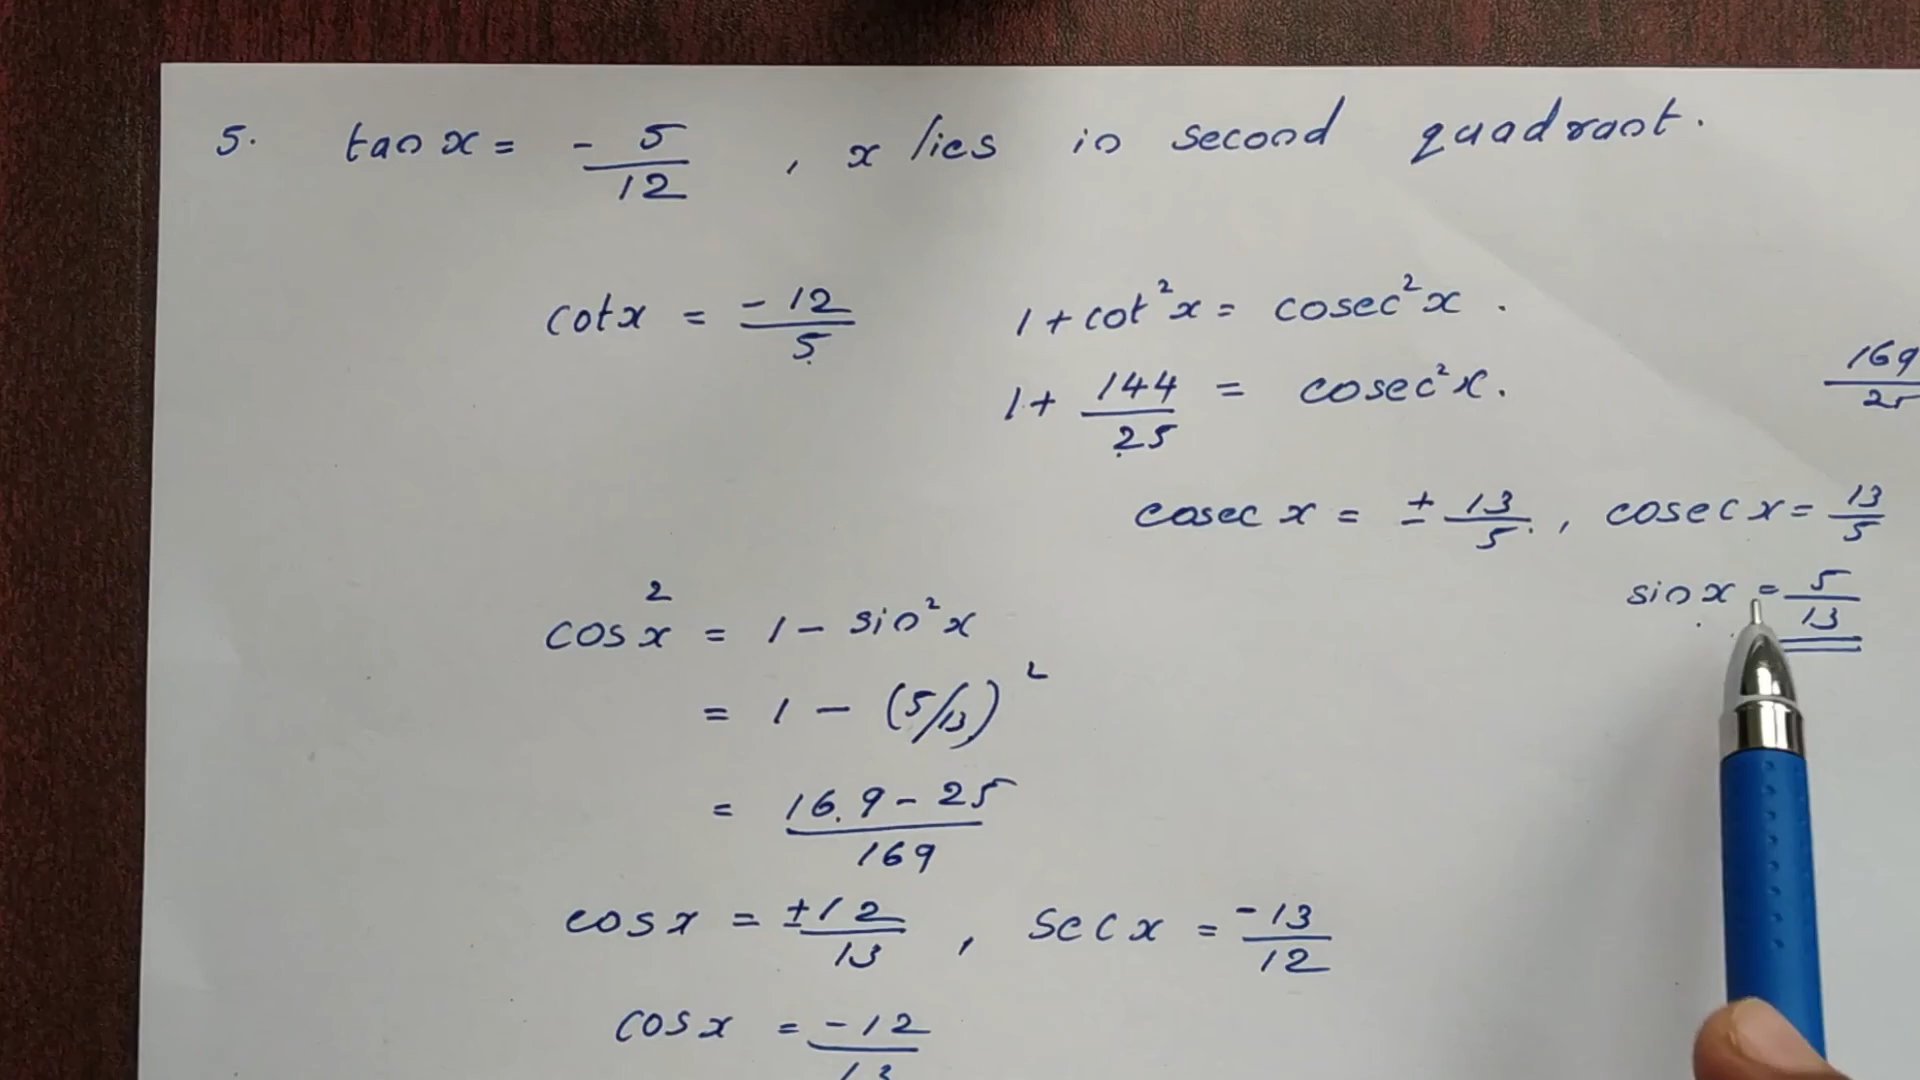 5. tan x = - 5/12 , x lies in second quadrant.
cot x = -12/5 1 + cot²x = cosec²x .
1 + 144/25 = cosec²x. 169/25
cosec x = ± 13/5 , cosec x = 13/5
sin x = 5/13
cos²x = 1 - sin²x
= 1 - (5/13)²
= 16.9 - 25/169
cos x = ±12/13 , sec x = -13/12
cos x = -12/13